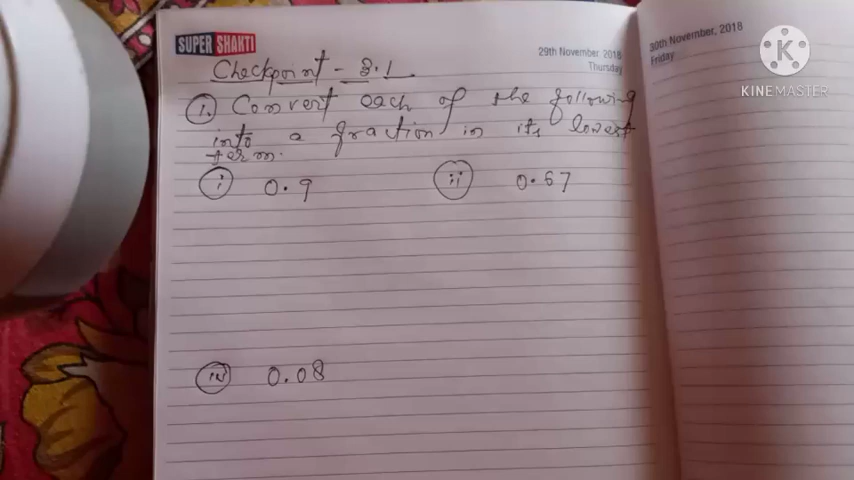 SUPER SHAKTI
29th November, 2018
Thursday
30th November, 2018
Friday
KINEMASTER
Checkpoint - 3.1
1. Convert each of the following
into a fraction in its lowest
term.
i 0.9 ii 0.67
iv 0.08